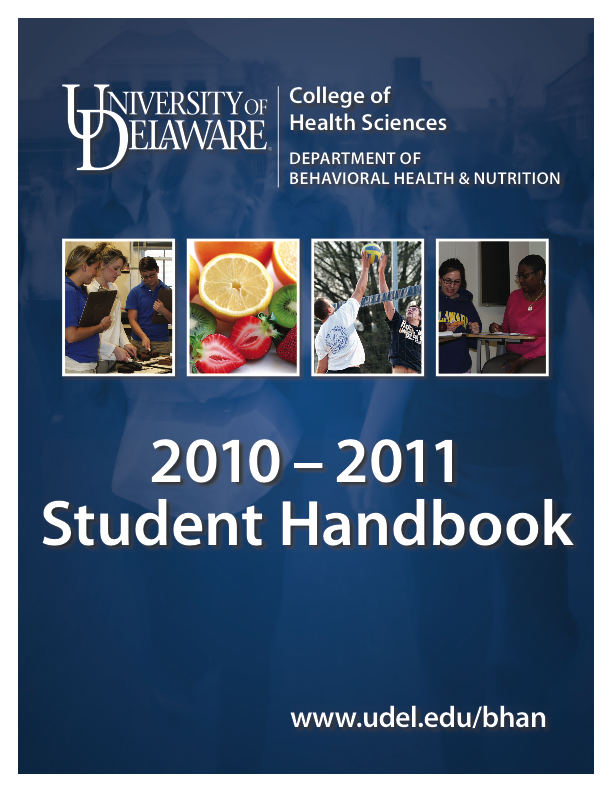 UNIVERSITY OF
DELAWARE
College of
Health Sciences
DEPARTMENT OF
BEHAVIORAL HEALTH & NUTRITION
2010 – 2011
Student Handbook
www.udel.edu/bhan